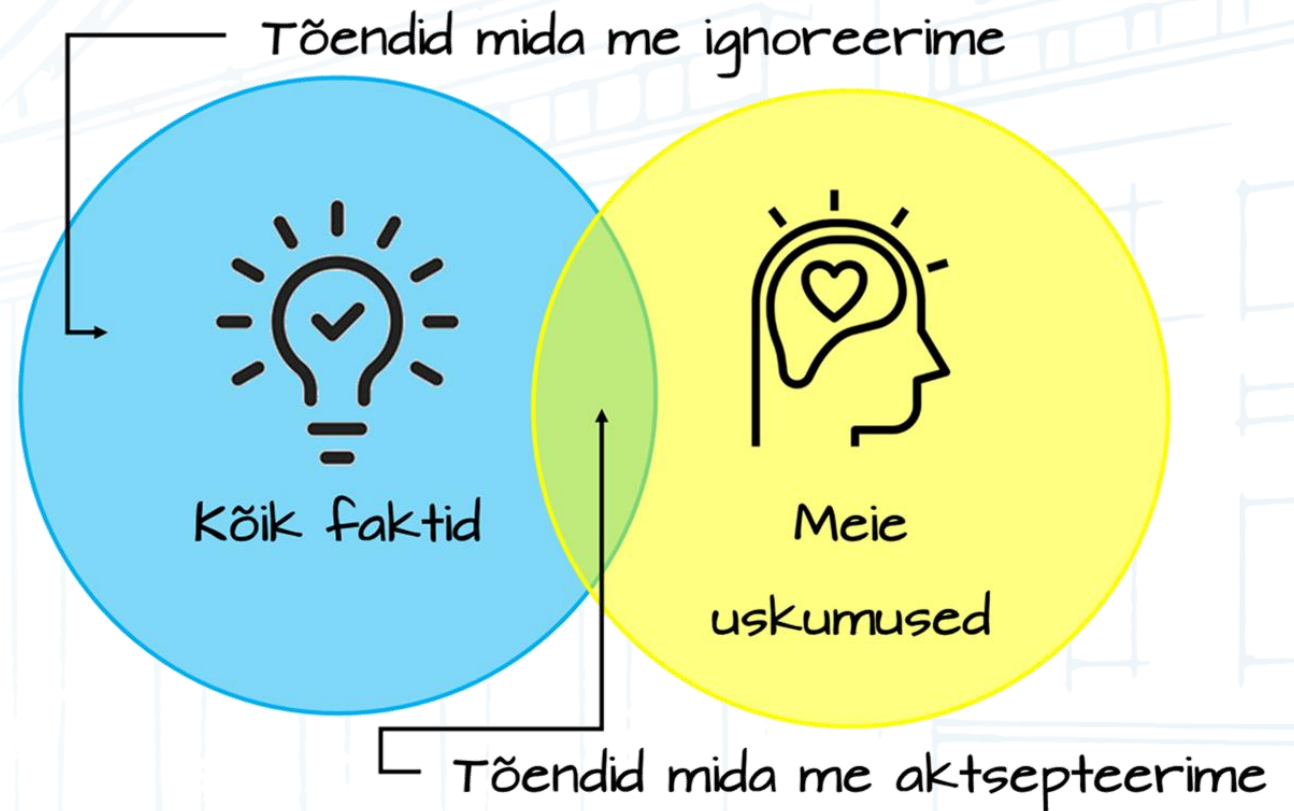 Tõendid mida me ignoreerime
Kõik faktid
Meie
uskumused
Tõendid mida me aktsepteerime